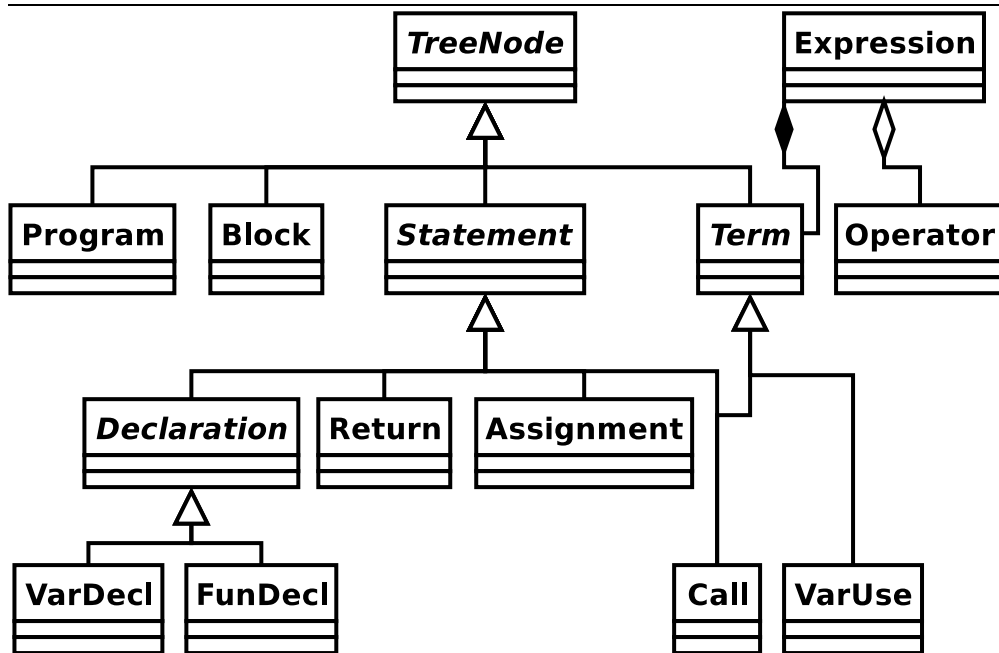 TreeNode
Expression
Program
Block
Statement
Term
Operator
Declaration
Return
Assignment
VarDecl
FunDecl
Call
VarUse